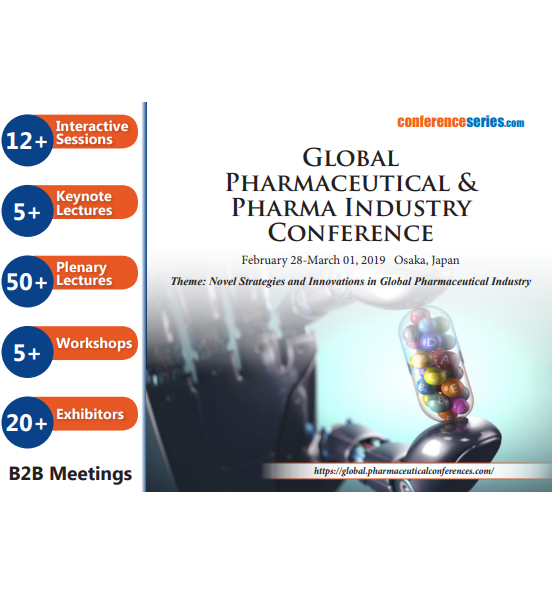 12+
Interactive
Sessions
5+
Keynote
Lectures
50+
Plenary
Lectures
5+
Workshops
20+
Exhibitors
B2B Meetings
conferenceseries.com
GLOBAL
PHARMACEUTICAL &
PHARMA INDUSTRY
CONFERENCE
February 28-March 01, 2019 Osaka, Japan
Theme: Novel Strategies and Innovations in Global Pharmaceutical Industry
https://global.pharmaceuticalconferences.com/